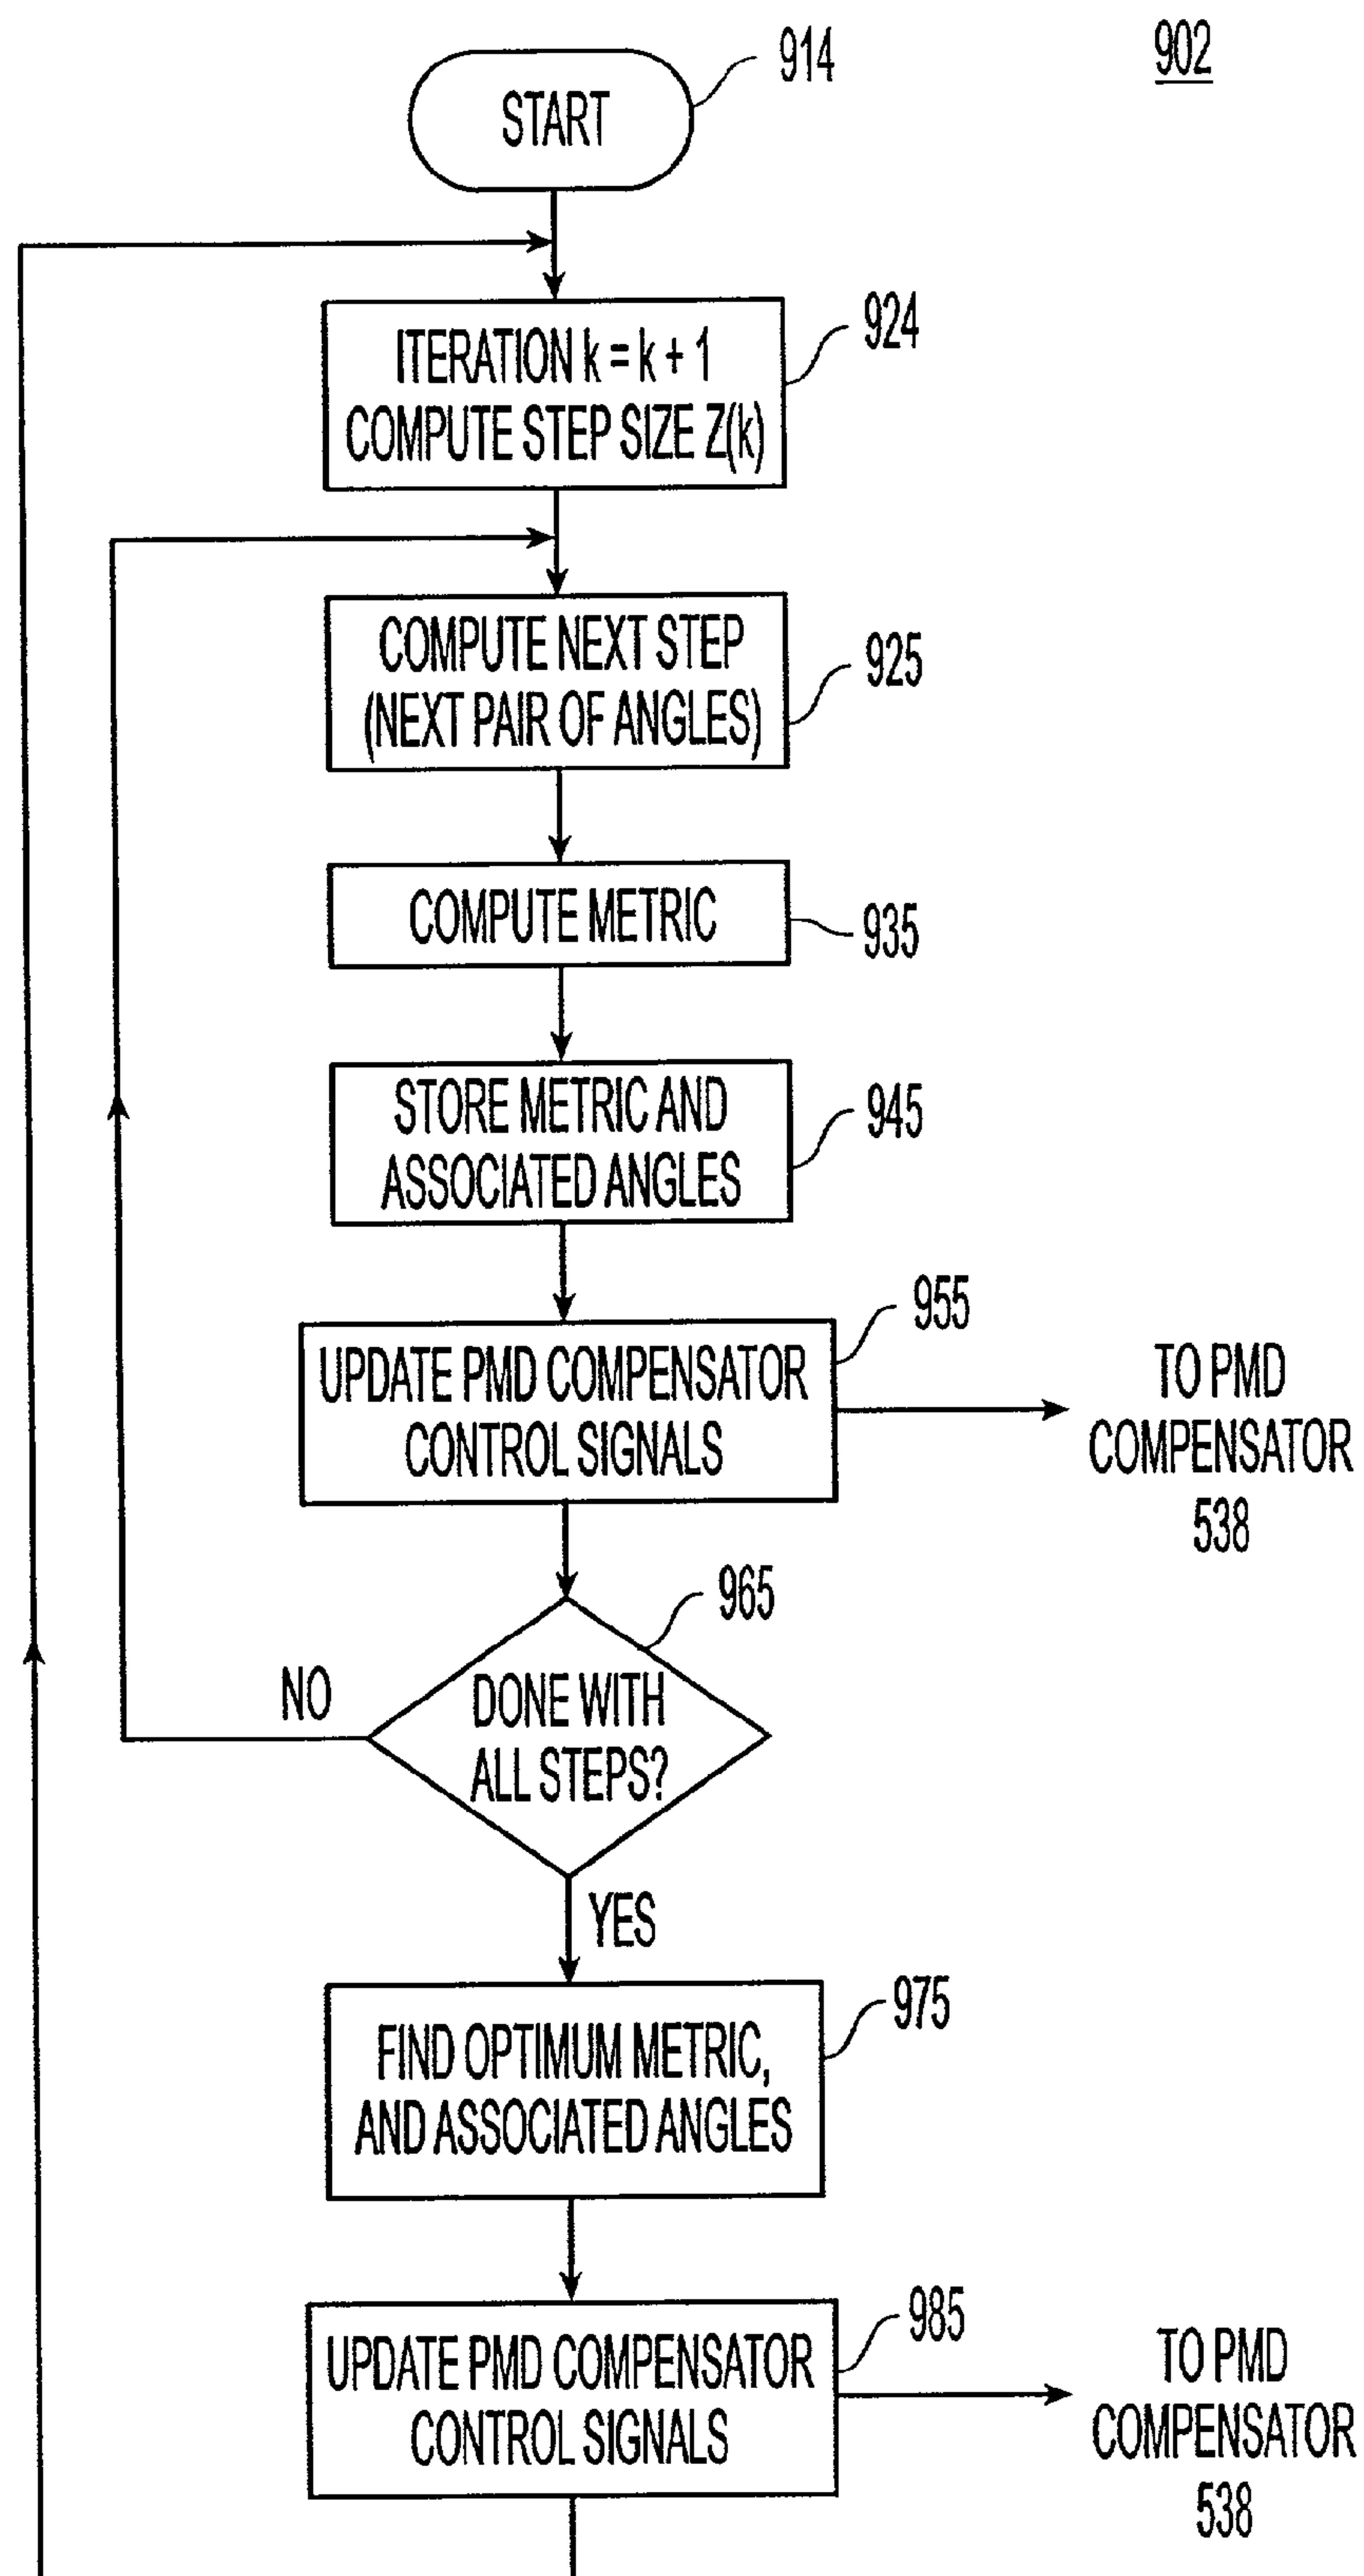 902
914
START
924
ITERATION k = k + 1
COMPUTE STEP SIZE Z(k)
COMPUTE NEXT STEP
(NEXT PAIR OF ANGLES)
925
COMPUTE METRIC
935
STORE METRIC AND
ASSOCIATED ANGLES
945
955
UPDATE PMD COMPENSATOR
CONTROL SIGNALS
TO PMD
COMPENSATOR
538
965
NO
DONE WITH
ALL STEPS?
YES
975
FIND OPTIMUM METRIC,
AND ASSOCIATED ANGLES
985
UPDATE PMD COMPENSATOR
CONTROL SIGNALS
TO PMD
COMPENSATOR
538